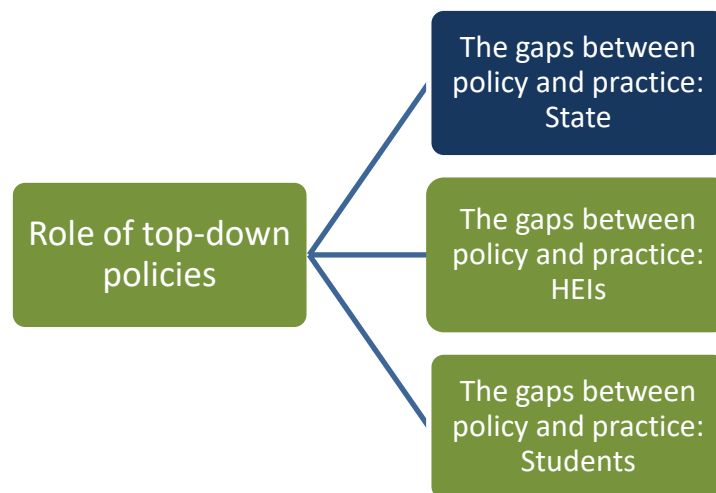 The gaps between
policy and practice:
State
Role of top-down
policies
The gaps between
policy and practice:
HEIs
The gaps between
policy and practice:
Students